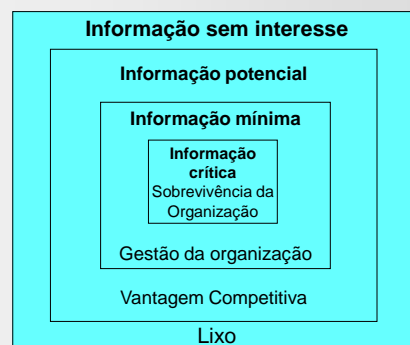 Informação sem interesse
Informação potencial
Informação mínima
Informação
crítica
Sobrevivência da
Organização
Gestão da organização
Vantagem Competitiva
Lixo